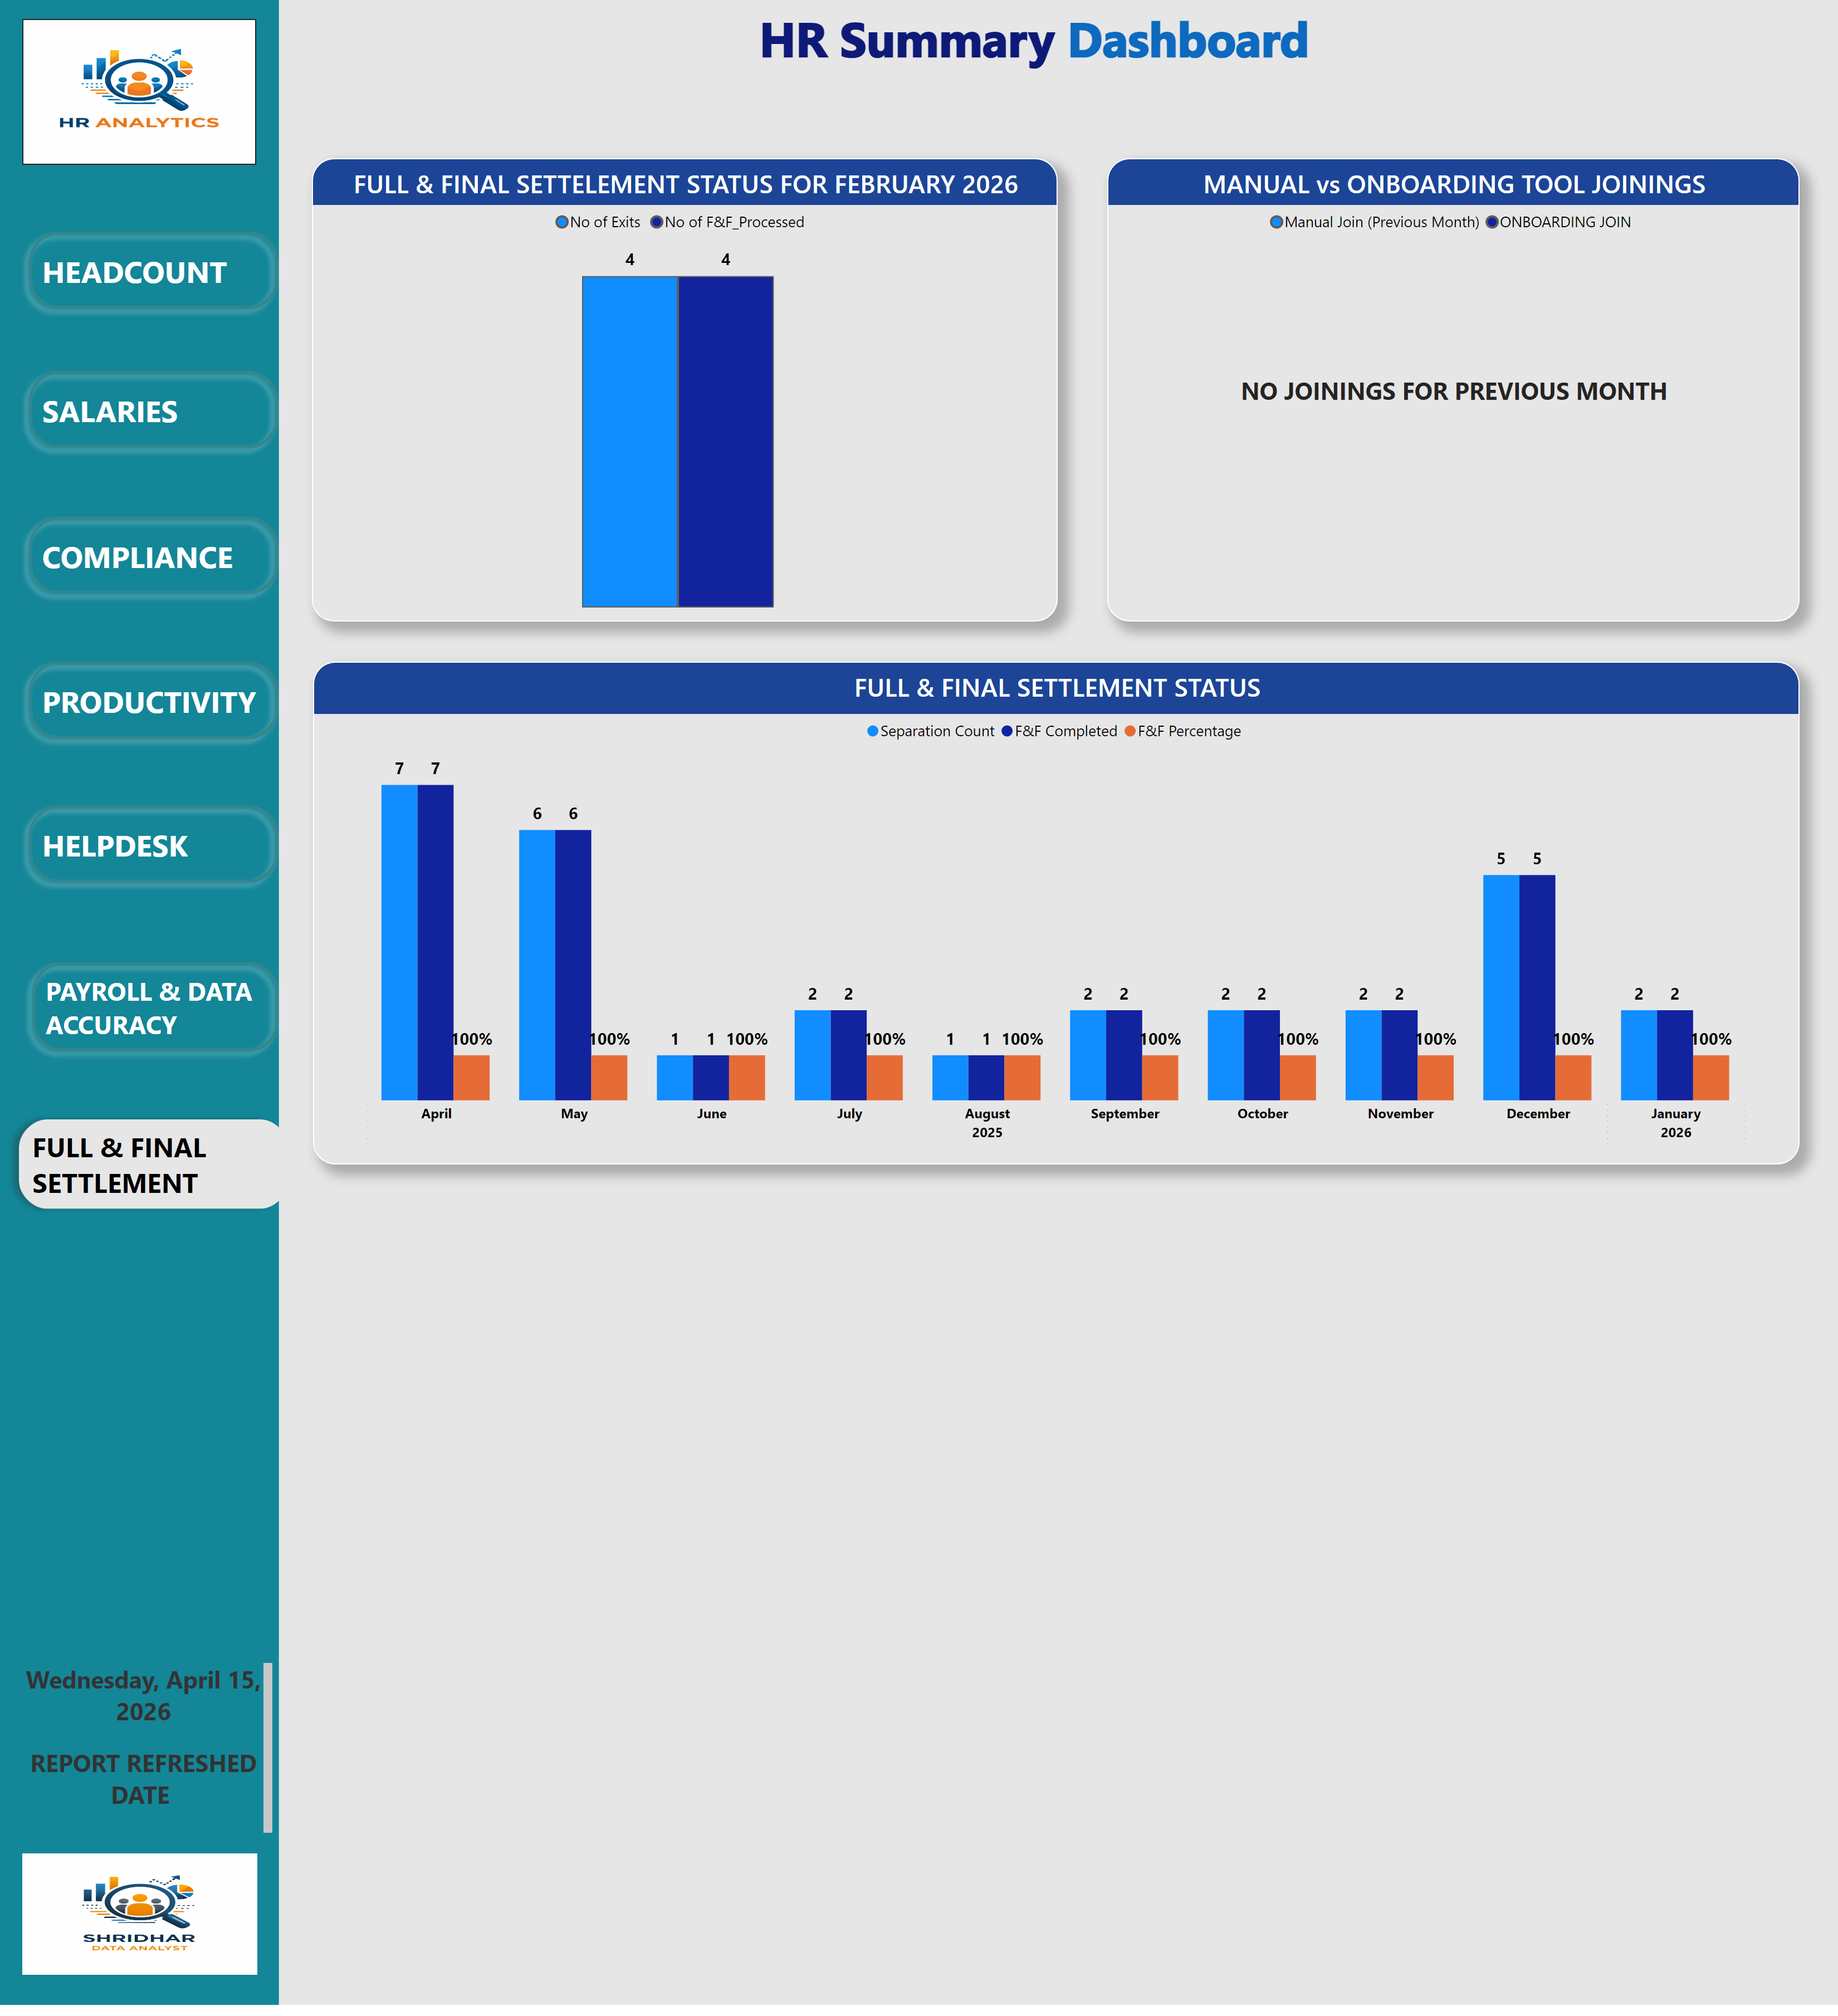 HR ANALYTICS
HR Summary Dashboard
HEADCOUNT
SALARIES
COMPLIANCE
PRODUCTIVITY
HELPDESK
PAYROLL & DATA
ACCURACY
FULL & FINAL
SETTLEMENT
Wednesday, April 15,
2026
REPORT REFRESHED
DATE
SHRIDHAR
DATA ANALYST
FULL & FINAL SETTELEMENT STATUS FOR FEBRUARY 2026
No of Exits No of F&F_Processed
4 4
MANUAL vs ONBOARDING TOOL JOININGS
Manual Join (Previous Month) ONBOARDING JOIN
NO JOININGS FOR PREVIOUS MONTH
FULL & FINAL SETTLEMENT STATUS
Separation Count F&F Completed F&F Percentage
7 7
6 6
5 5
2 2 2 2 2 2 2 2 2 2
100% 100% 1 1 100% 100% 1 1 100% 100% 100% 100% 100% 100%
April May June July August September October November December January
2025 2026